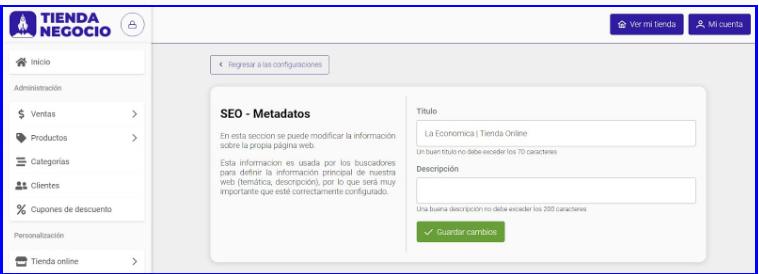 TIENDA
NEGOCIO
Ver mi tienda
Mi cuenta
Inicio
Regresar a las configuraciones
Administración
Ventas
Productos
Categorías
Clientes
Cupones de descuento
Personalización
Tienda online
SEO - Metadatos
En esta seccion se puede modificar la información
sobre la propia página web.
Esta informacion es usada por los buscadores
para definir la información principal de nuestra
web (temática, descripción), por lo que será muy
importante que esté correctamente configurado.
Titulo
La Economica | Tienda Online
Un buen titulo no debe exceder los 70 caracteres
Descripción
Una buena descripción no debe exceder los 200 caracteres
Guardar cambios